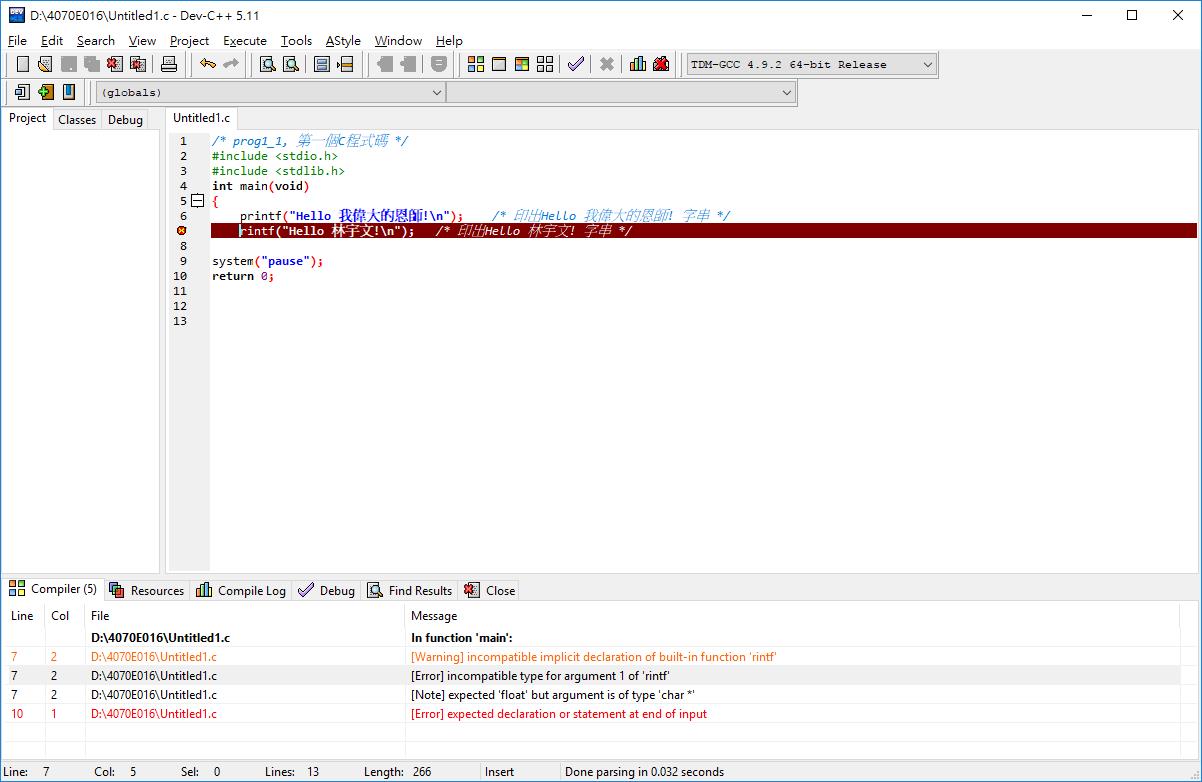 D:\4070E016\Untitled1.c - Dev-C++ 5.11
File Edit Search View Project Execute Tools AStyle Window Help
TDM-GCC 4.9.2 64-bit Release
(globals)
Project Classes Debug
Untitled1.c
1 /* prog1_1, 第一個C程式碼 */
2 #include <stdio.h>
3 #include <stdlib.h>
4 int main(void)
5 {
6 printf("Hello 我偉大的恩師!\n"); /* 印出Hello 我偉大的恩師! 字串 */
rintf("Hello 林宇文!\n"); /* 印出Hello 林宇文! 字串 */
8
9 system("pause");
10 return 0;
11
12
13
Compiler (5) Resources Compile Log Debug Find Results Close
Line Col File Message
D:\4070E016\Untitled1.c In function 'main':
7 2 D:\4070E016\Untitled1.c [Warning] incompatible implicit declaration of built-in function 'rintf'
7 2 D:\4070E016\Untitled1.c [Error] incompatible type for argument 1 of 'rintf'
7 2 D:\4070E016\Untitled1.c [Note] expected 'float' but argument is of type 'char *'
10 1 D:\4070E016\Untitled1.c [Error] expected declaration or statement at end of input
Line: 7 Col: 5 Sel: 0 Lines: 13 Length: 266 Insert Done parsing in 0.032 seconds